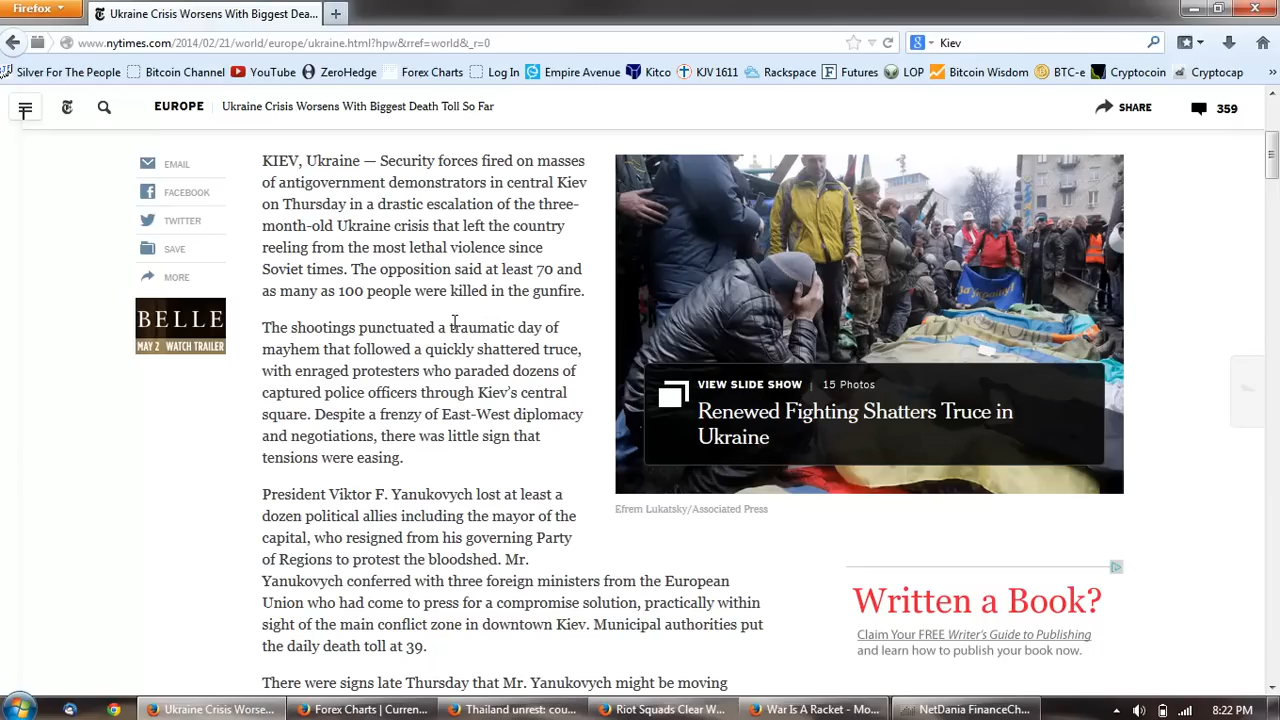 Firefox
Ukraine Crisis Worsens With Biggest Dea...
www.nytimes.com/2014/02/21/world/europe/ukraine.html?hpw&rref=world&_r=0
Kiev
Silver For The People
Bitcoin Channel
YouTube
ZeroHedge
Forex Charts
Log In
Empire Avenue
Kitco
KJV 1611
Rackspace
Futures
LOP
Bitcoin Wisdom
BTC-e
Cryptocoin
Cryptocap
EUROPE
Ukraine Crisis Worsens With Biggest Death Toll So Far
SHARE
359
EMAIL
FACEBOOK
TWITTER
SAVE
MORE
BELLE
MAY 2 WATCH TRAILER
KIEV, Ukraine — Security forces fired on masses
of antigovernment demonstrators in central Kiev
on Thursday in a drastic escalation of the three-
month-old Ukraine crisis that left the country
reeling from the most lethal violence since
Soviet times. The opposition said at least 70 and
as many as 100 people were killed in the gunfire.
The shootings punctuated a traumatic day of
mayhem that followed a quickly shattered truce,
with enraged protesters who paraded dozens of
captured police officers through Kiev's central
square. Despite a frenzy of East-West diplomacy
and negotiations, there was little sign that
tensions were easing.
President Viktor F. Yanukovych lost at least a
dozen political allies including the mayor of the
capital, who resigned from his governing Party
of Regions to protest the bloodshed. Mr.
Yanukovych conferred with three foreign ministers from the European
Union who had come to press for a compromise solution, practically within
sight of the main conflict zone in downtown Kiev. Municipal authorities put
the daily death toll at 39.
There were signs late Thursday that Mr. Yanukovych might be moving
VIEW SLIDE SHOW | 15 Photos
Renewed Fighting Shatters Truce in
Ukraine
Efrem Lukatsky/Associated Press
Written a Book?
Claim Your FREE Writer's Guide to Publishing
and learn how to publish your book now.
Ukraine Crisis Worse...
Forex Charts | Curren...
Thailand unrest: cou...
Riot Squads Clear W...
War Is A Racket - Mo...
NetDania FinanceCh...
8:22 PM